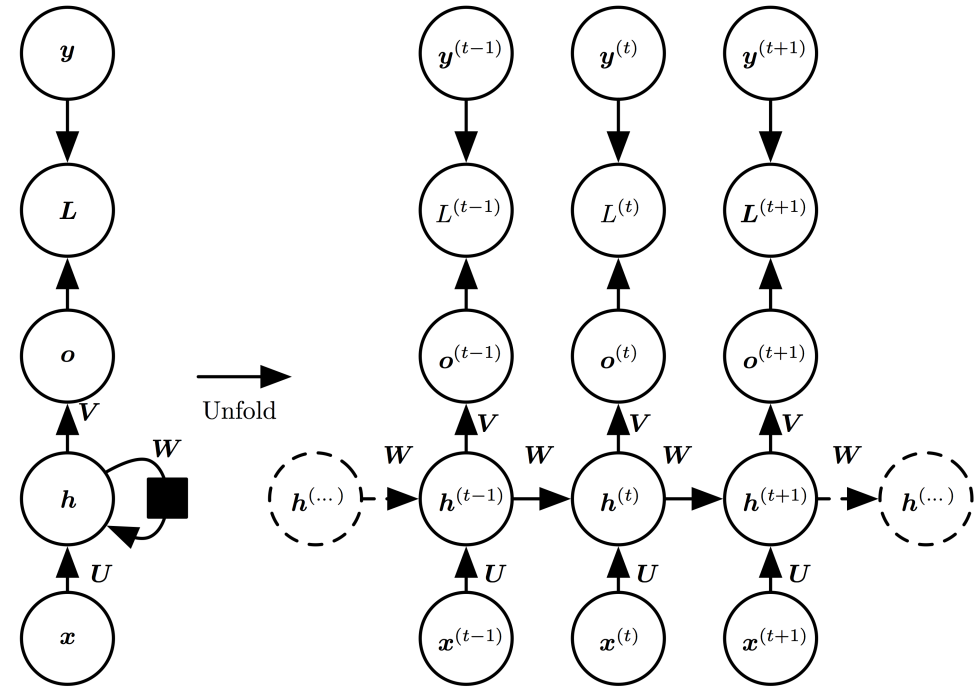 y y^(t−1) y^(t) y^(t+1)
L L^(t−1) L^(t) L^(t+1)
o o^(t−1) o^(t) o^(t+1)
Unfold
V V V V
W W W W W
h h^(...) h^(t−1) h^(t) h^(t+1) h^(...)
U U U U
x x^(t−1) x^(t) x^(t+1)